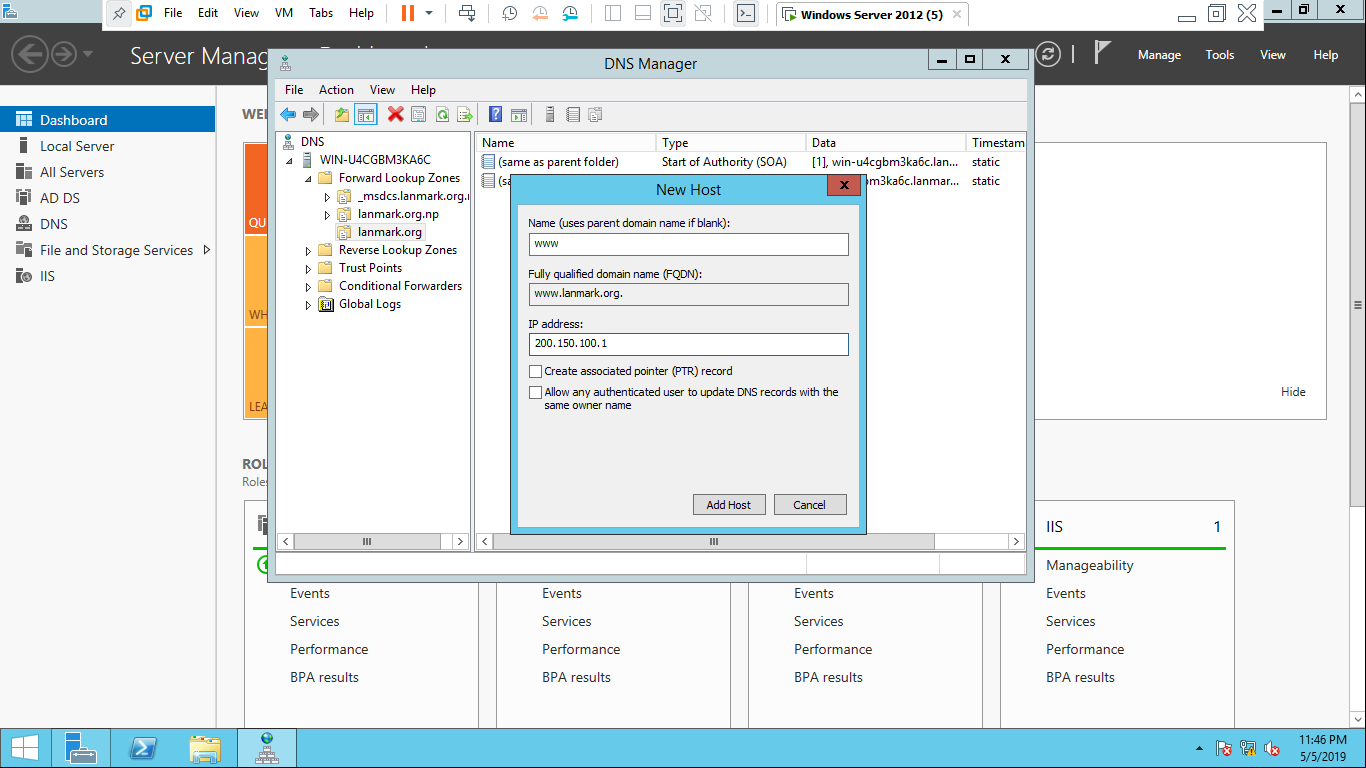 File Edit View VM Tabs Help
Windows Server 2012 (5)
Server Manag
Manage Tools View Help
DNS Manager
File Action View Help
Dashboard
Local Server
All Servers
AD DS
DNS
File and Storage Services
IIS
WEL
QU
WH
LEA
Hide
DNS
WIN-U4CGBM3KA6C
Forward Lookup Zones
_msdcs.lanmark.org.r
lanmark.org.np
lanmark.org
Reverse Lookup Zones
Trust Points
Conditional Forwarders
Global Logs
Name Type Data Timestam
(same as parent folder) Start of Authority (SOA) [1], win-u4cgbm3ka6c.lan... static
(sa bm3ka6c.lanmar... static
New Host
Name (uses parent domain name if blank):
www
Fully qualified domain name (FQDN):
www.lanmark.org.
IP address:
200.150.100.1
Create associated pointer (PTR) record
Allow any authenticated user to update DNS records with the
same owner name
Add Host Cancel
ROL
Roles
IIS 1
Manageability
Events Events Events Events
Services Services Services Services
Performance Performance Performance Performance
BPA results BPA results BPA results BPA results
11:46 PM
5/5/2019